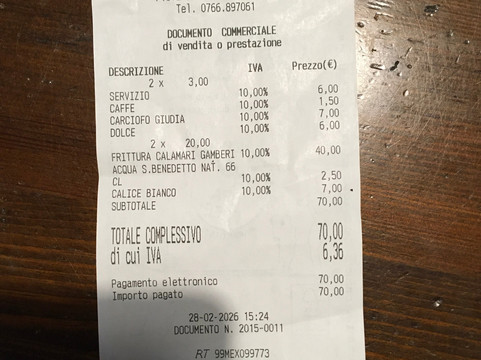 Tel. 0766.897061
DOCUMENTO COMMERCIALE
di vendita o prestazione
DESCRIZIONE IVA Prezzo(€)
2 x 3,00
SERVIZIO 10,00% 6,00
CAFFE 10,00% 1,50
CARCIOFO GIUDIA 10,00% 7,00
DOLCE 10,00% 6,00
2 x 20,00
FRITTURA CALAMARI GAMBERI 10,00% 40,00
ACQUA S.BENEDETTO NAT. 66
CL 10,00% 2,50
CALICE BIANCO 10,00% 7,00
SUBTOTALE 70,00
TOTALE COMPLESSIVO 70,00
di cui IVA 6,36
Pagamento elettronico 70,00
Importo pagato 70,00
28-02-2026 15:24
DOCUMENTO N. 2015-0011
RT 99MEX099773